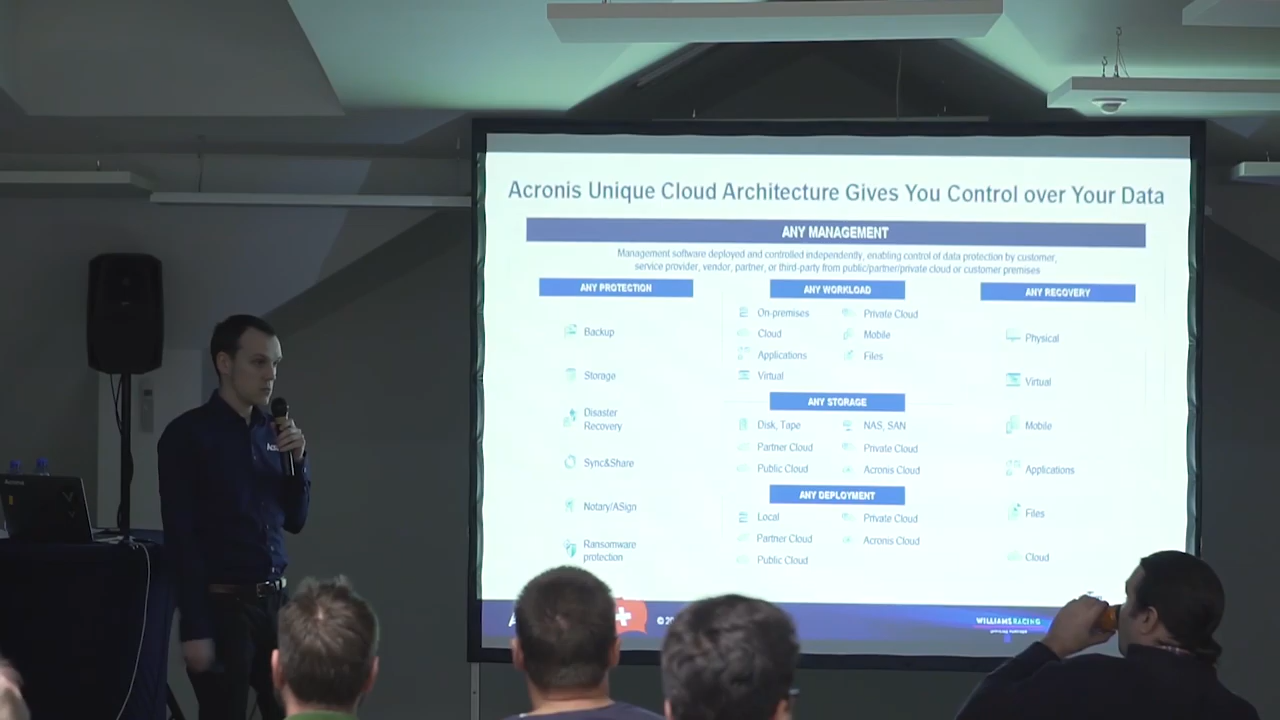 Acronis Unique Cloud Architecture Gives You Control over Your Data
ANY MANAGEMENT
Management software deployed and controlled independently, enabling control of data protection by customer,
service provider, vendor, partner, or third-party from public/partner/private cloud or customer premises
ANY PROTECTION
Backup
Storage
Disaster
Recovery
Sync&Share
Notary/ASign
Ransomware
protection
ANY WORKLOAD
On-premises
Private Cloud
Cloud
Mobile
Applications
Files
Virtual
ANY STORAGE
Disk, Tape
NAS, SAN
Partner Cloud
Private Cloud
Public Cloud
Acronis Cloud
ANY DEPLOYMENT
Local
Private Cloud
Partner Cloud
Acronis Cloud
Public Cloud
ANY RECOVERY
Physical
Virtual
Mobile
Applications
Files
Cloud
WILLIAMS RACING